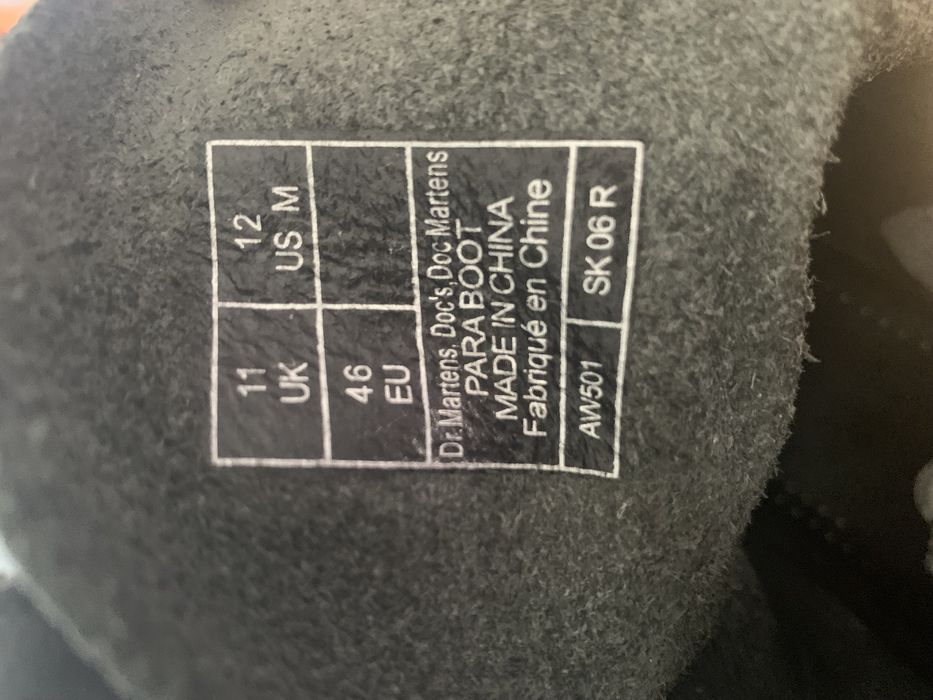 11 12
UK US M
46
EU
Dr. Martens, Doc's, Doc Martens
PARA BOOT
MADE IN CHINA
Fabriqué en Chine
AW501 SK 06 R